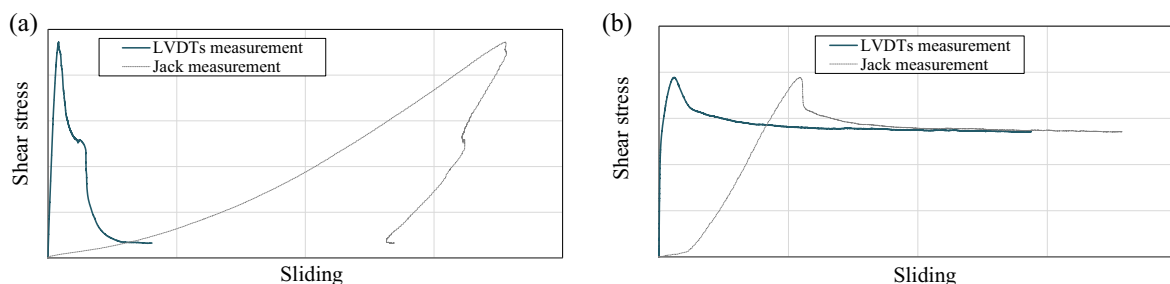 (a)
LVDTs measurement
Jack measurement
Shear stress
Sliding
(b)
LVDTs measurement
Jack measurement
Shear stress
Sliding